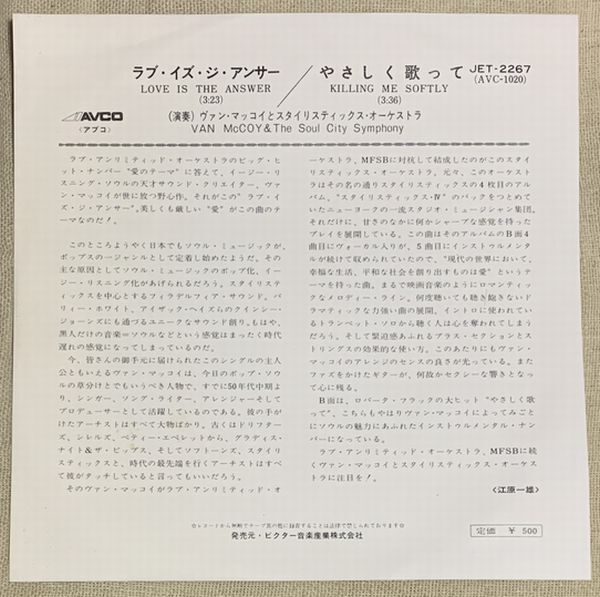 ラブ・イズ・ジ・アンサー
LOVE IS THE ANSWER
(3:23)
やさしく歌って
KILLING ME SOFTLY
(3:36)
JET-2267
(AVC-1020)
AVCO
〈アブコ〉
(演奏) ヴァン・マッコイとスタイリスティックス・オーケストラ
VAN McCOY & The Soul City Symphony
ラブ・アンリミティッド・オーケストラのビッグ・ヒ
ット・ナンバー"愛のテーマ"に答えて、イージー・リ
スニング・ソウルの天才サウンド・クリエイター、ヴァ
ン・マッコイが世に放つ野心作。それがこの"ラブ・イ
ズ・ジ・アンサー"。美しくも厳しい"愛"がこの曲のテ
ーマなのだ!
このところようやく日本でもソウル・ミュージックが、
ポップスの一ジャンルとして定着し始めたようだ。その
主な原因としてソウル・ミュージックのポップ化、イー
ジー・リスニング化があげられるだろう。スタイリステ
ィックスを中心とするフィラデルフィア・サウンド、バ
リィー・ホワイト、アイザック・ヘイズらのクインシー・
ジョーンズにも通づるユニークなサウンド創り。もはや、
黒人だけの音楽=ソウルなどという感覚はまったく時代
遅れの感覚になってしまっているのだ。
今、皆さんの御手元に届けられたこのシングルの主人
公ともいえるヴァン・マッコイは、今日のポップ・ソウ
ルの草分けとでもいうべき人物で、すでに50年代中期よ
り、シンガー、ソング・ライター、アレンジャーそして
プロデューサーとして活躍しているのである。彼の手が
けたアーチストはすべて大物ばかり。古くはドリフター
ズ、シレルズ、ベティー・エベレットから、グラディス・
ナイト&ザ・ピップス、そしてソフトーンズ、スタイリ
スティックスと、時代の最先端を行くアーチストはすべ
て彼がタッチしていると言ってもいいだろう。
そのヴァン・マッコイがラブ・アンリミティッド・オ
ーケストラ、MFSBに対抗して結成したのがこのスタイ
リスティックス・オーケストラ。元々、このオーケスト
ラはその名の通りスタイリスティックスの4枚目のアル
バム、"スタイリスティックス・Ⅳ"のバックをつとめて
いたニューヨークの一流スタジオ・ミュージシャン集団。
それだけに、甘さのなかに何かシャープな感覚を持った
プレイを展開している。この曲はそのアルバムのB面4
曲目にヴォーカル入りが、5曲目にインストルメンタル
が続けて収められていたので、"現代の世界において、
幸福な生活、平和な社会を創り出すものは愛"というテ
ーマを持った曲。まるで映画音楽のようにロマンティッ
クなメロディー・ライン。何度聴いても聴き飽きないド
ラマティックな力強い曲の展開、イントロに使われてい
るトランペット・ソロから聴く人は心を奪われてしまう
だろう。そして緊迫感あふれるブラス・セクションとス
トリングスの効果的な使い方。このあたりにもヴァン・
マッコイのアレンジのセンスの良さが光っている。また
ファズをかけたギターが、何故かセクシーな響きとなっ
て心に残る。
B面は、ロバータ・フラックの大ヒット"やさしく歌
って"、こちらもやはりヴァン・マッコイによってみごと
にソウルの魅力にあふれたインストゥルメンタル・ナン
バーになっている。
ラブ・アンリミティッド・オーケストラ、MFSBに続
くヴァン・マッコイとスタイリスティックス・オーケス
トラに注目を!
〈江原一雄〉
☆レコードから無断でテープ其の他に録音することは法律で禁じられております☆
発売元・ビクター音楽産業株式会社
定価 ¥ 500